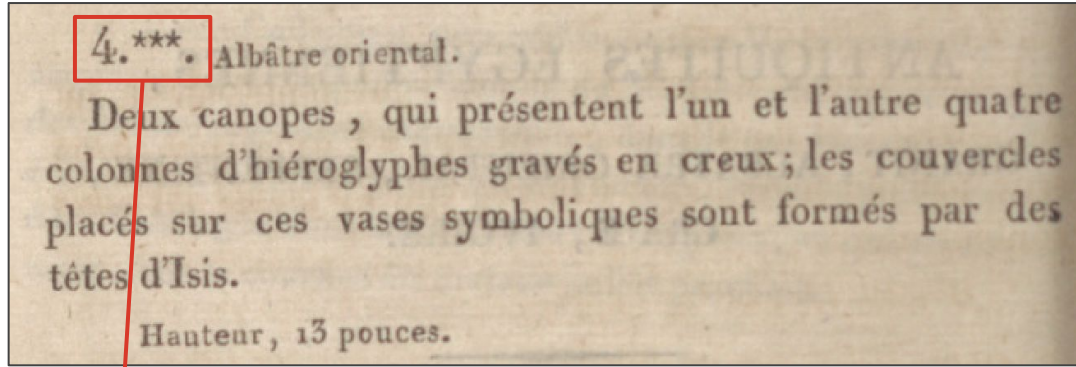 4.***. Albâtre oriental.
Deux canopes, qui présentent l'un et l'autre quatre
colonnes d'hiéroglyphes gravés en creux; les couvercles
placés sur ces vases symboliques sont formés par des
têtes d'Isis.
Hauteur, 13 pouces.